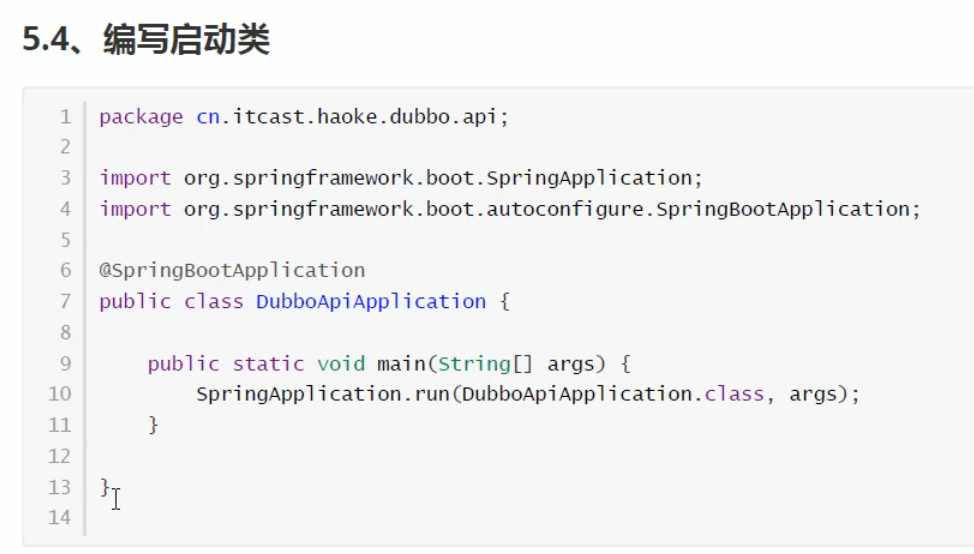 5.4、编写启动类
1 package cn.itcast.haoke.dubbo.api;
2
3 import org.springframework.boot.SpringApplication;
4 import org.springframework.boot.autoconfigure.SpringBootApplication;
5
6 @SpringBootApplication
7 public class DubboApiApplication {
8
9     public static void main(String[] args) {
10         SpringApplication.run(DubboApiApplication.class, args);
11     }
12
13 }
14